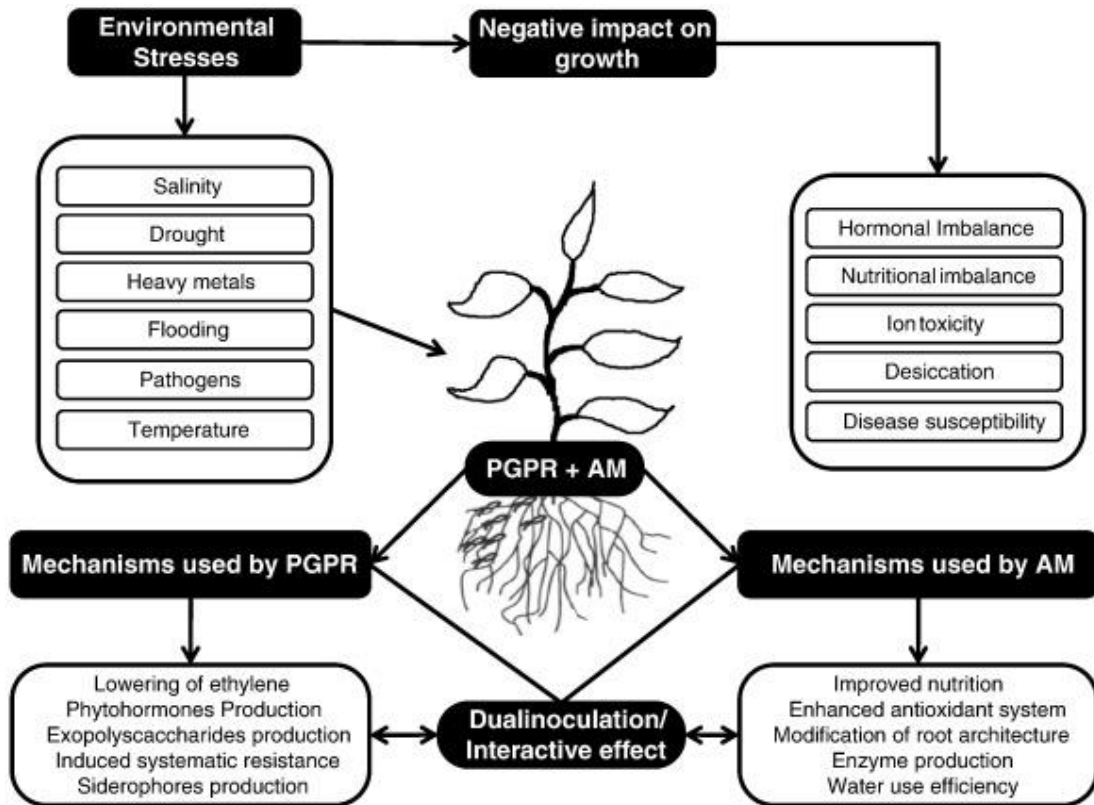 Environmental
Stresses
Negative impact on
growth
Salinity
Drought
Heavy metals
Flooding
Pathogens
Temperature
Hormonal Imbalance
Nutritional imbalance
Ion toxicity
Desiccation
Disease susceptibility
PGPR + AM
Mechanisms used by PGPR
Mechanisms used by AM
Lowering of ethylene
Phytohormones Production
Exopolyscaccharides production
Induced systematic resistance
Siderophores production
Dualinoculation/
Interactive effect
Improved nutrition
Enhanced antioxidant system
Modification of root architecture
Enzyme production
Water use efficiency